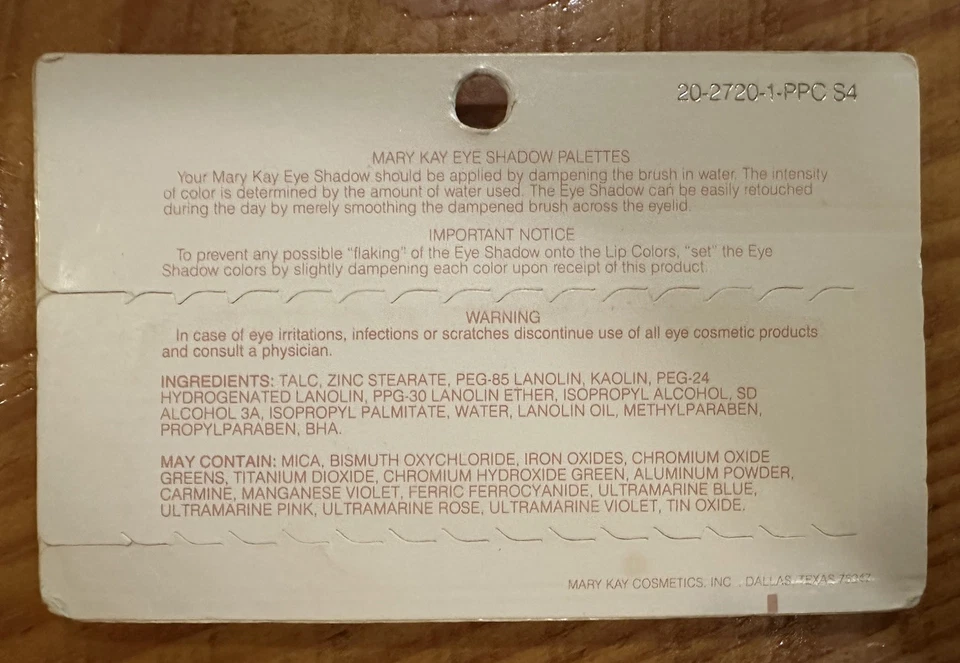 20-2720-1-PPC S4
MARY KAY EYE SHADOW PALETTES
Your Mary Kay Eye Shadow should be applied by dampening the brush in water. The intensity
of color is determined by the amount of water used. The Eye Shadow can be easily retouched
during the day by merely smoothing the dampened brush across the eyelid.
IMPORTANT NOTICE
To prevent any possible "flaking" of the Eye Shadow onto the Lip Colors, "set" the Eye
Shadow colors by slightly dampening each color upon receipt of this product.
WARNING
In case of eye irritations, infections or scratches discontinue use of all eye cosmetic products
and consult a physician.
INGREDIENTS: TALC, ZINC STEARATE, PEG-85 LANOLIN, KAOLIN, PEG-24
HYDROGENATED LANOLIN, PPG-30 LANOLIN ETHER, ISOPROPYL ALCOHOL, SD
ALCOHOL 3A, ISOPROPYL PALMITATE, WATER, LANOLIN OIL, METHYLPARABEN,
PROPYLPARABEN, BHA.
MAY CONTAIN: MICA, BISMUTH OXYCHLORIDE, IRON OXIDES, CHROMIUM OXIDE
GREENS, TITANIUM DIOXIDE, CHROMIUM HYDROXIDE GREEN, ALUMINUM POWDER,
CARMINE, MANGANESE VIOLET, FERRIC FERROCYANIDE, ULTRAMARINE BLUE,
ULTRAMARINE PINK, ULTRAMARINE ROSE, ULTRAMARINE VIOLET, TIN OXIDE.
MARY KAY COSMETICS, INC., DALLAS, TEXAS